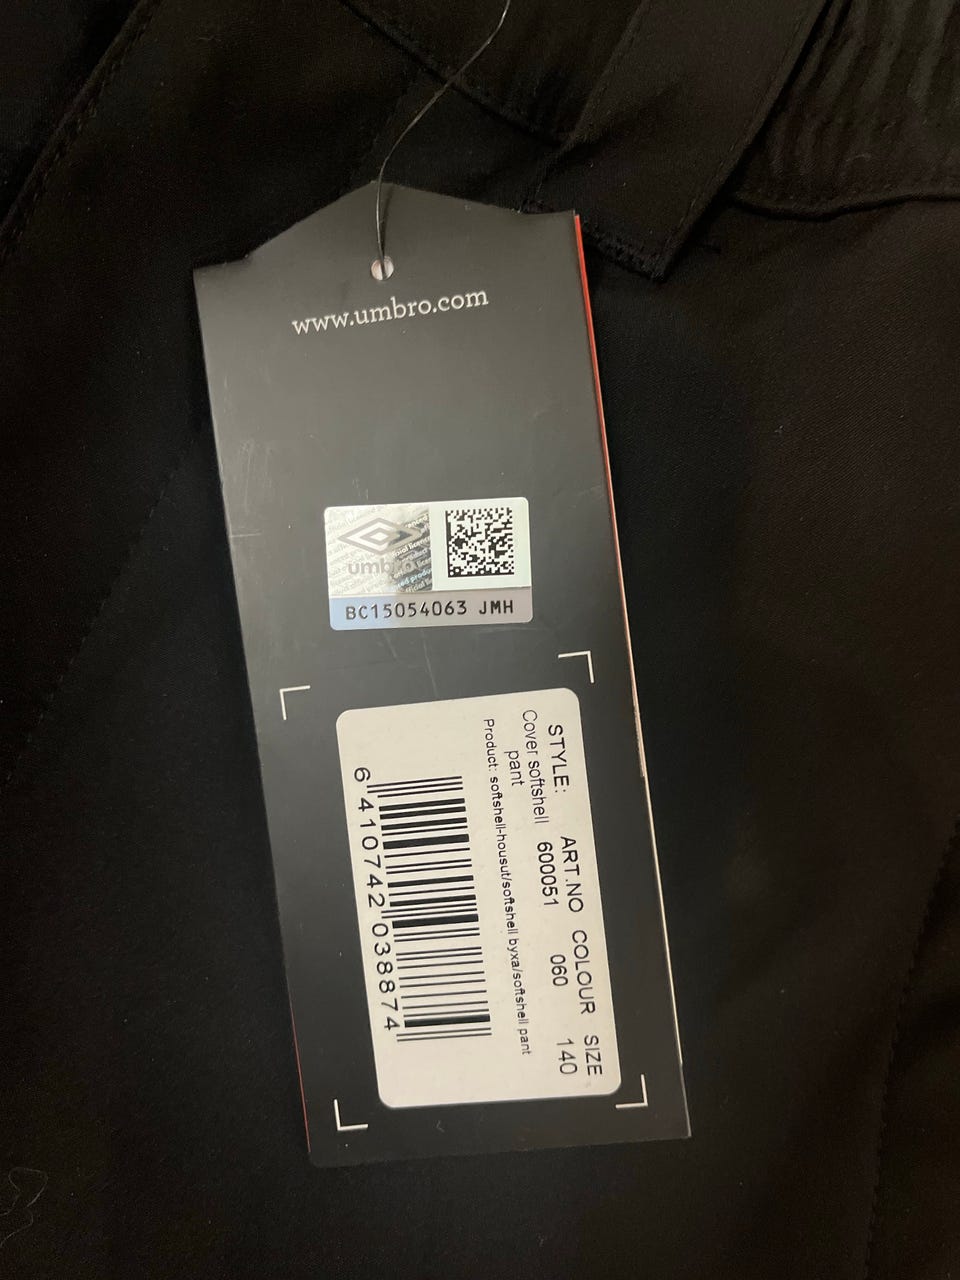 www.umbro.com
umbro
BC15054063 JMH
STYLE: ART.NO COLOUR SIZE
Cover softshell 600051 060 140
pant
Product: softshell-housut/softshell byxa/softshell pant
6 410742 038874